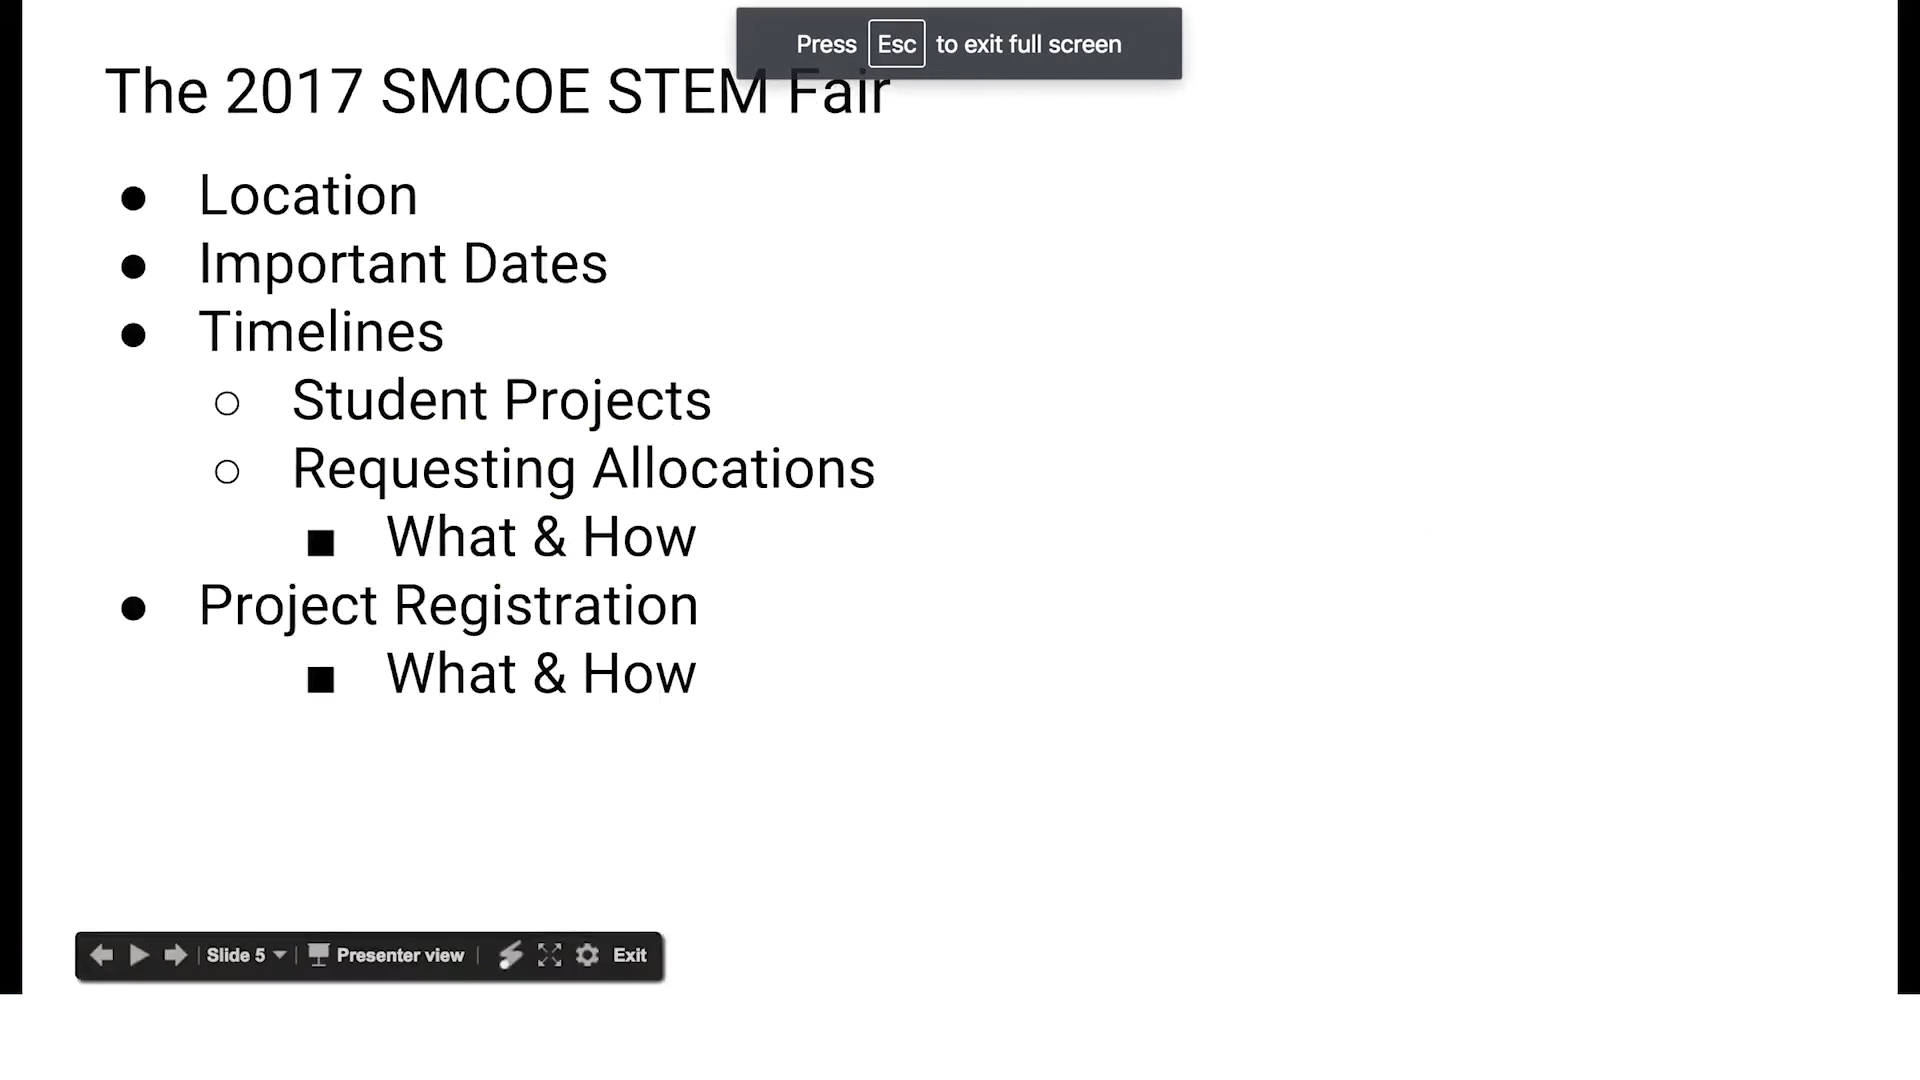 Press Esc to exit full screen
The 2017 SMCOE STEM Fair
● Location
● Important Dates
● Timelines
○ Student Projects
○ Requesting Allocations
■ What & How
● Project Registration
■ What & How
Slide 5 Presenter view Exit